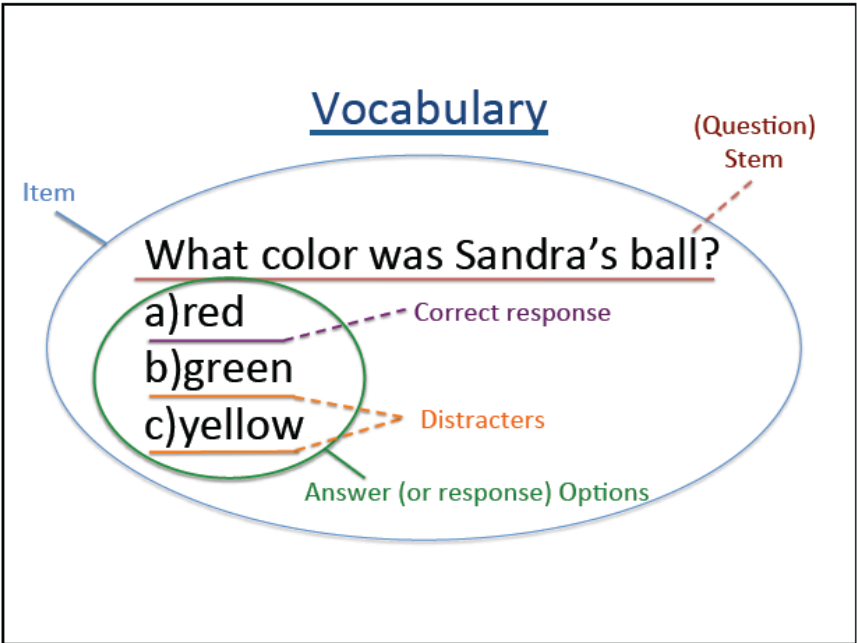 Vocabulary
(Question)
Stem
Item
What color was Sandra’s ball?
a)red
Correct response
b)green
c)yellow
Distracters
Answer (or response) Options